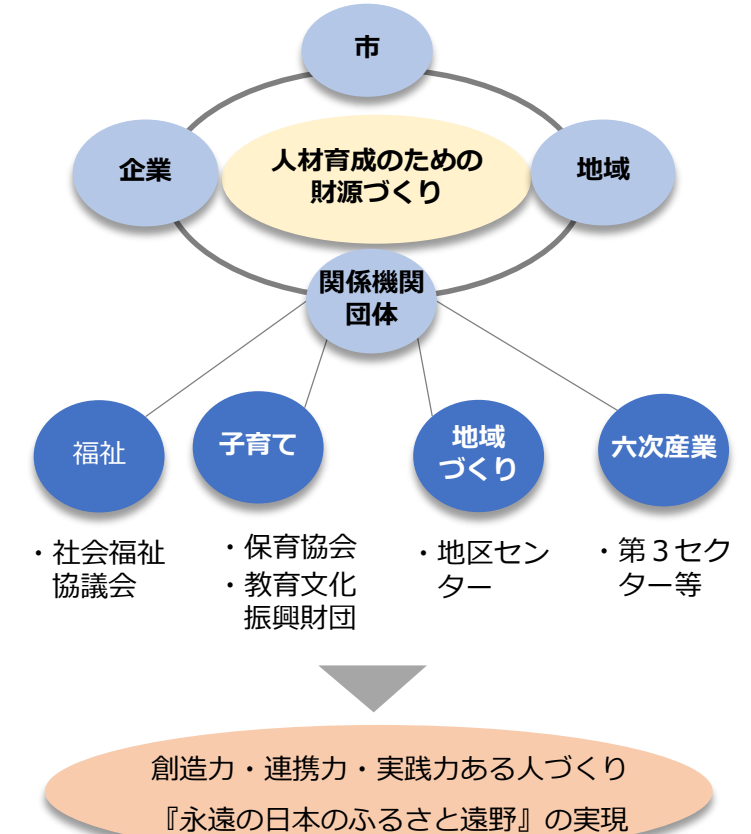 市
企業
人材育成のための
財源づくり
地域
関係機関
団体
福祉
子育て
地域
づくり
六次産業
・社会福祉
協議会
・保育協会
・教育文化
振興財団
・地区セン
ター
・第３セク
ター等
創造力・連携力・実践力ある人づくり
『永遠の日本のふるさと遠野』の実現